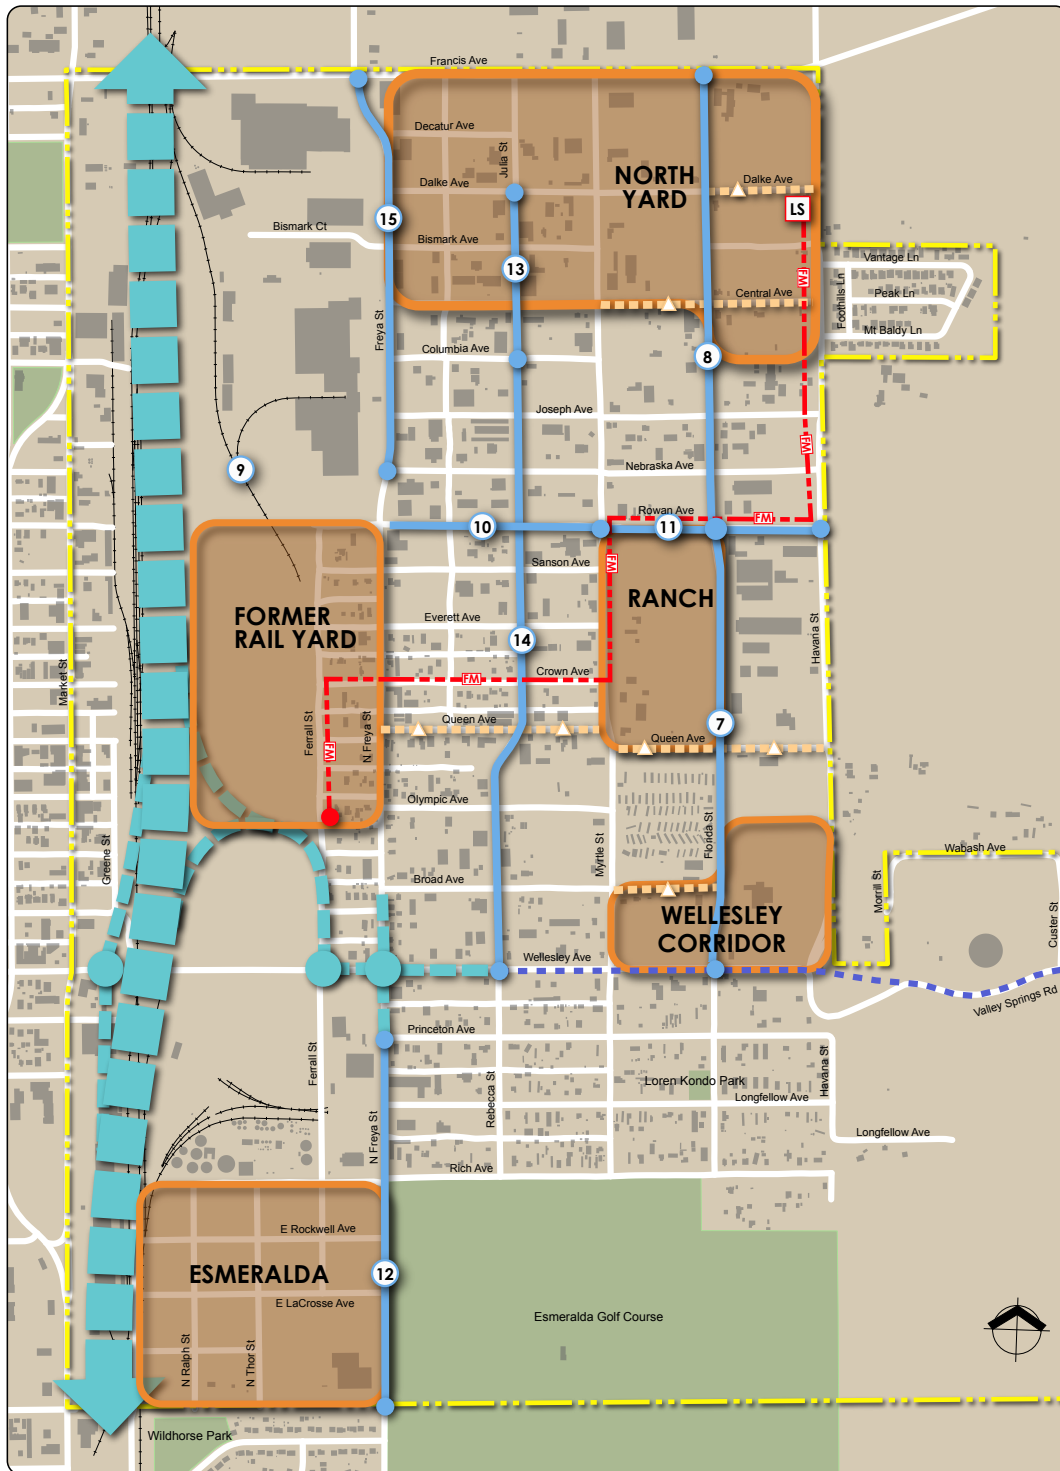 Francis Ave
Decatur Ave
Julia St
NORTH
YARD
Dalke Ave
Dalke Ave
LS
15
Bismark Ct
Bismark Ave
13
Vantage Ln
FM
Foothills Ln
Peak Ln
Central Ave
Mt Baldy Ln
Freya St
Columbia Ave
8
Joseph Ave
FM
9
Nebraska Ave
Rowan Ave
10
11
FM
Sanson Ave
FM
RANCH
FORMER
RAIL YARD
Everett Ave
14
Havana St
Market St
Crown Ave
FM
Ferrall St
N Freya St
Queen Ave
7
Queen Ave
FM
Olympic Ave
Greene St
Myrtle St
Florida St
Wabash Ave
Broad Ave
Morrill St
WELLESLEY
CORRIDOR
Custer St
Wellesley Ave
Valley Springs Rd
Princeton Ave
Ferrall St
Rebecca St
Loren Kondo Park
Havana St
Longfellow Ave
N Freya St
Longfellow Ave
Rich Ave
E Rockwell Ave
ESMERALDA
12
E LaCrosse Ave
Esmeralda Golf Course
N Ralph St
N Thor St
Wildhorse Park